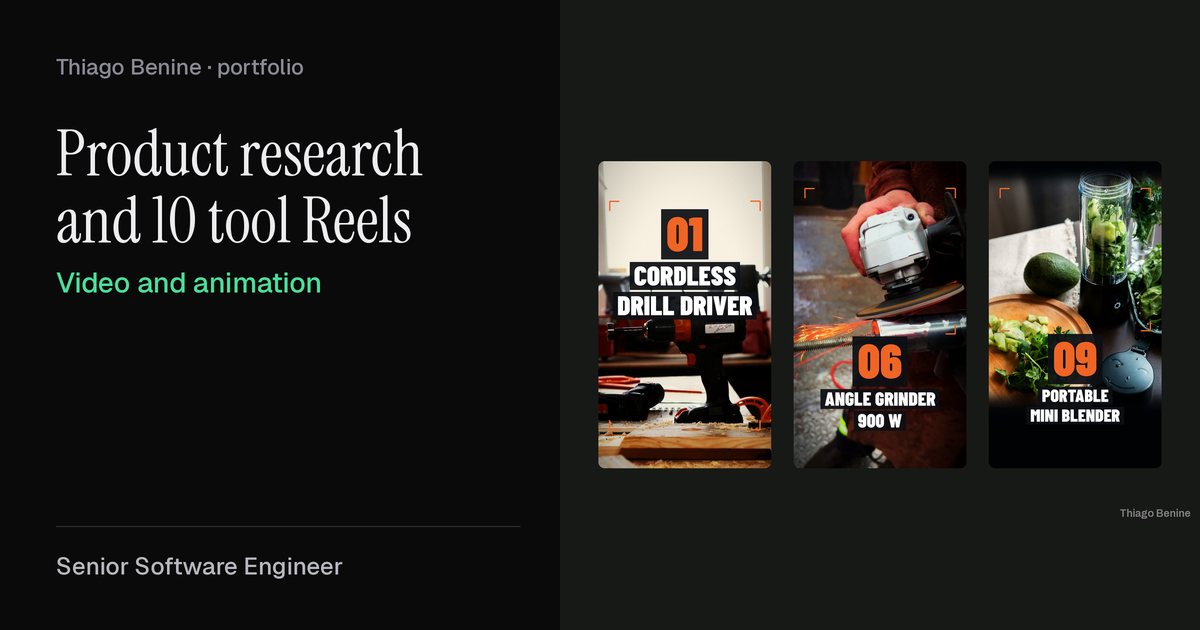 Thiago Benine · portfolio
Product research
and 10 tool Reels
Video and animation
Senior Software Engineer
01
CORDLESS
DRILL DRIVER
06
ANGLE GRINDER
900 W
09
PORTABLE
MINI BLENDER
Thiago Benine